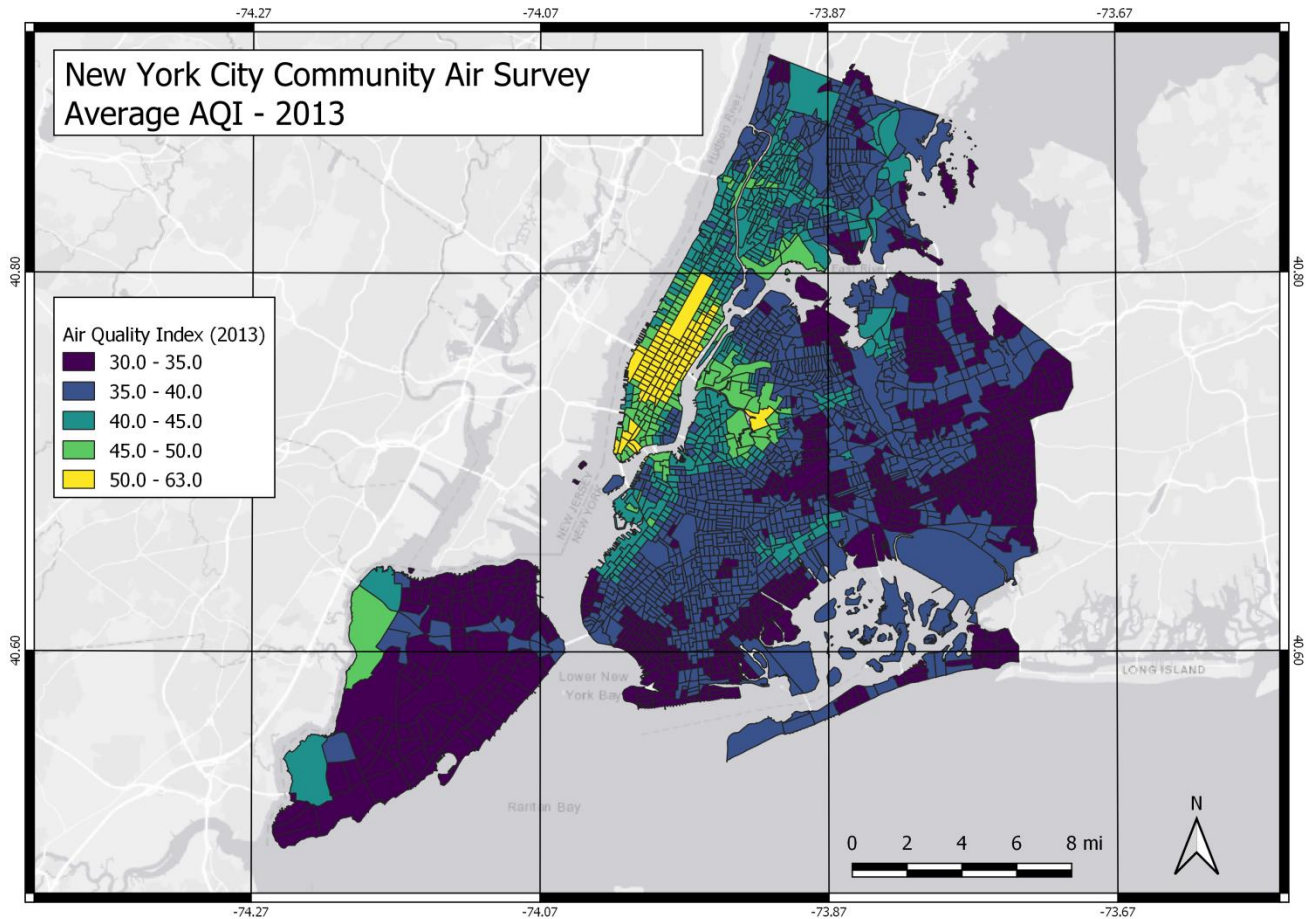 -74.27
-74.07
-73.87
-73.67
New York City Community Air Survey
Average AQI - 2013
Hudson River
40.80
40.80
East River
Air Quality Index (2013)
30.0 - 35.0
35.0 - 40.0
40.0 - 45.0
45.0 - 50.0
50.0 - 63.0
NEW JERSEY
NEW YORK
40.60
40.60
Lower New
York Bay
LONG ISLAND
Raritan Bay
N
0 2 4 6 8 mi
-74.27
-74.07
-73.87
-73.67